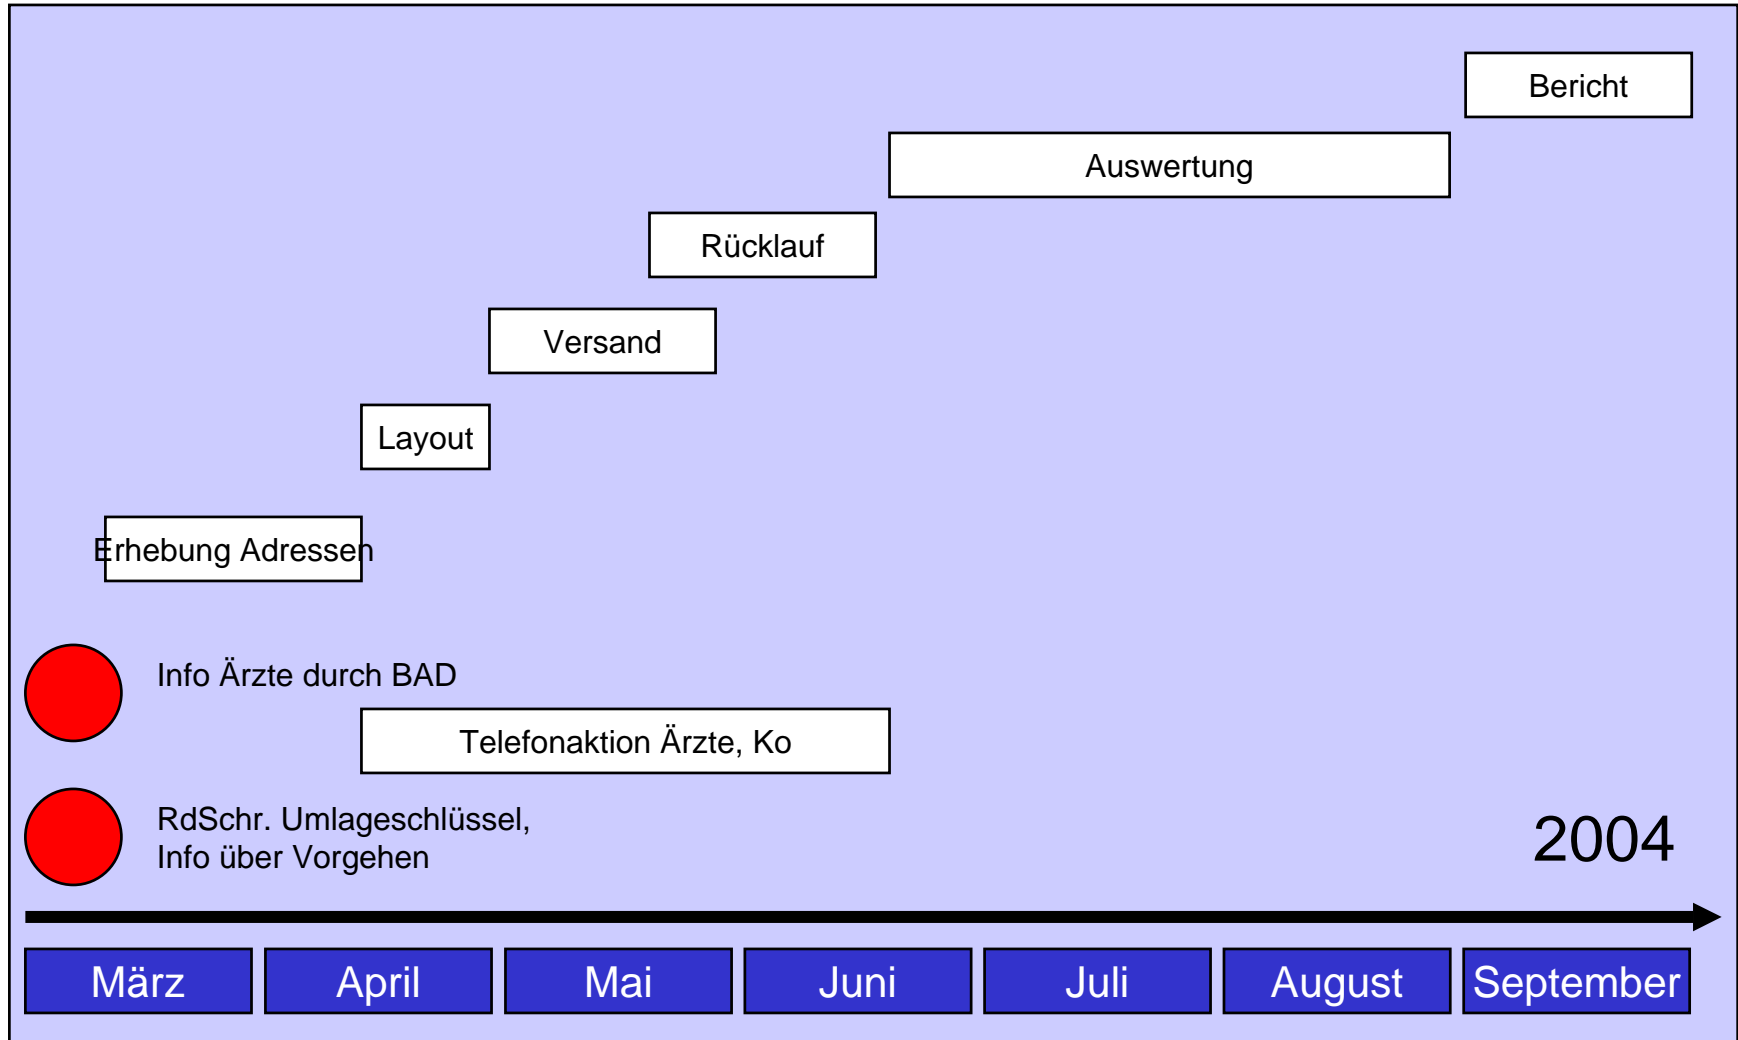 Bericht
Auswertung
Rücklauf
Versand
Layout
Erhebung Adressen
Info Ärzte durch BAD
Telefonaktion Ärzte, Ko
RdSchr. Umlageschlüssel,
Info über Vorgehen
2004
März April Mai Juni Juli August September